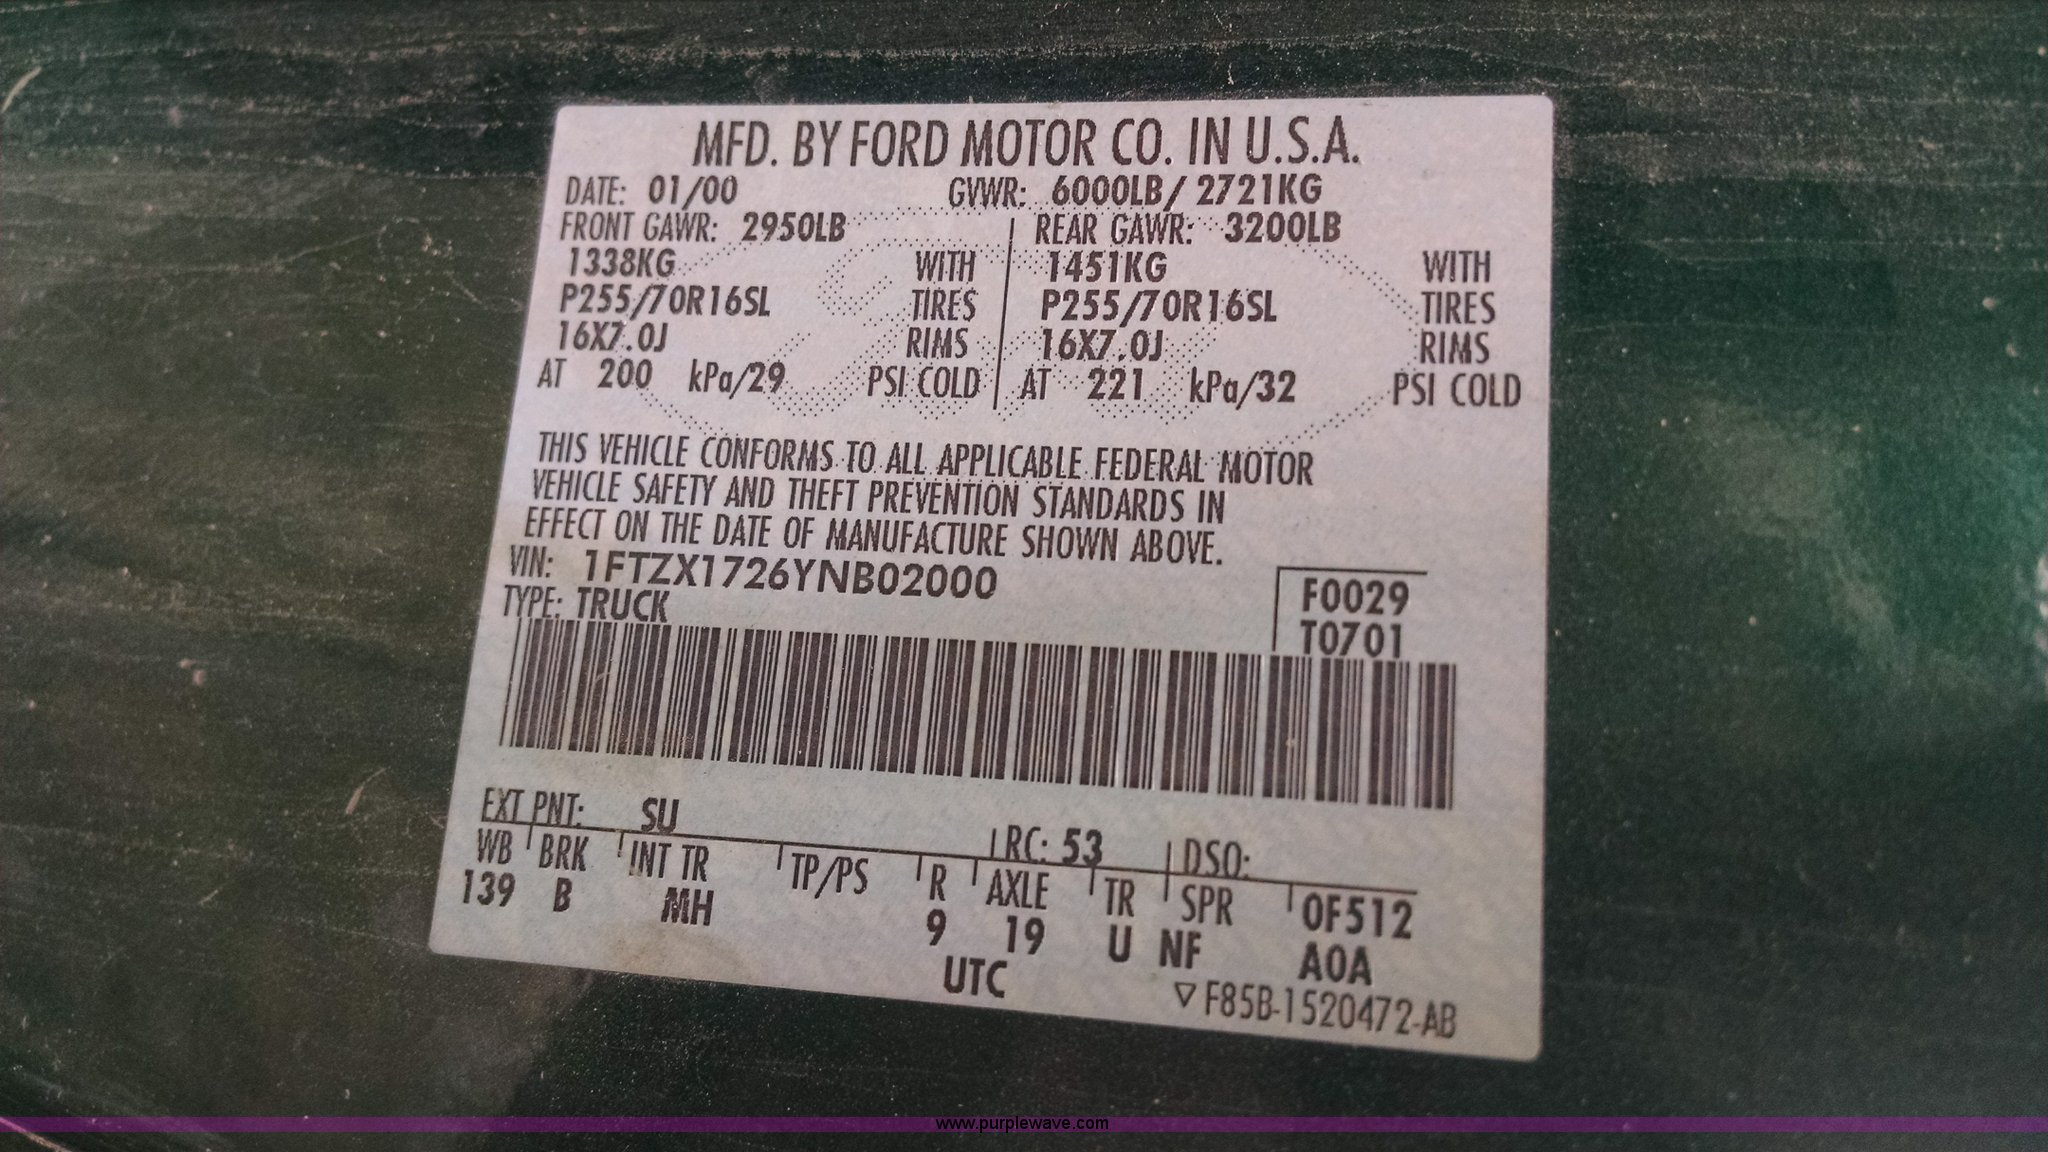 MFD. BY FORD MOTOR CO. IN U.S.A.
DATE: 01/00 GVWR: 6000LB/ 2721KG
FRONT GAWR: 2950LB REAR GAWR: 3200LB
1338KG WITH 1451KG WITH
P255/70R16SL TIRES P255/70R16SL TIRES
16X7.0J RIMS 16X7.0J RIMS
AT 200 kPa/29 PSI COLD AT 221 kPa/32 PSI COLD
THIS VEHICLE CONFORMS TO ALL APPLICABLE FEDERAL MOTOR
VEHICLE SAFETY AND THEFT PREVENTION STANDARDS IN
EFFECT ON THE DATE OF MANUFACTURE SHOWN ABOVE.
VIN: 1FTZX1726YNB02000
TYPE: TRUCK
F0029
T0701
EXT PNT: SU RC: 53 DSO:
WB BRK INT TR TP/PS R AXLE TR SPR 0F512
139 B MH 9 19 U NF A0A
UTC
▽F85B-1520472-AB
www.purplewave.com